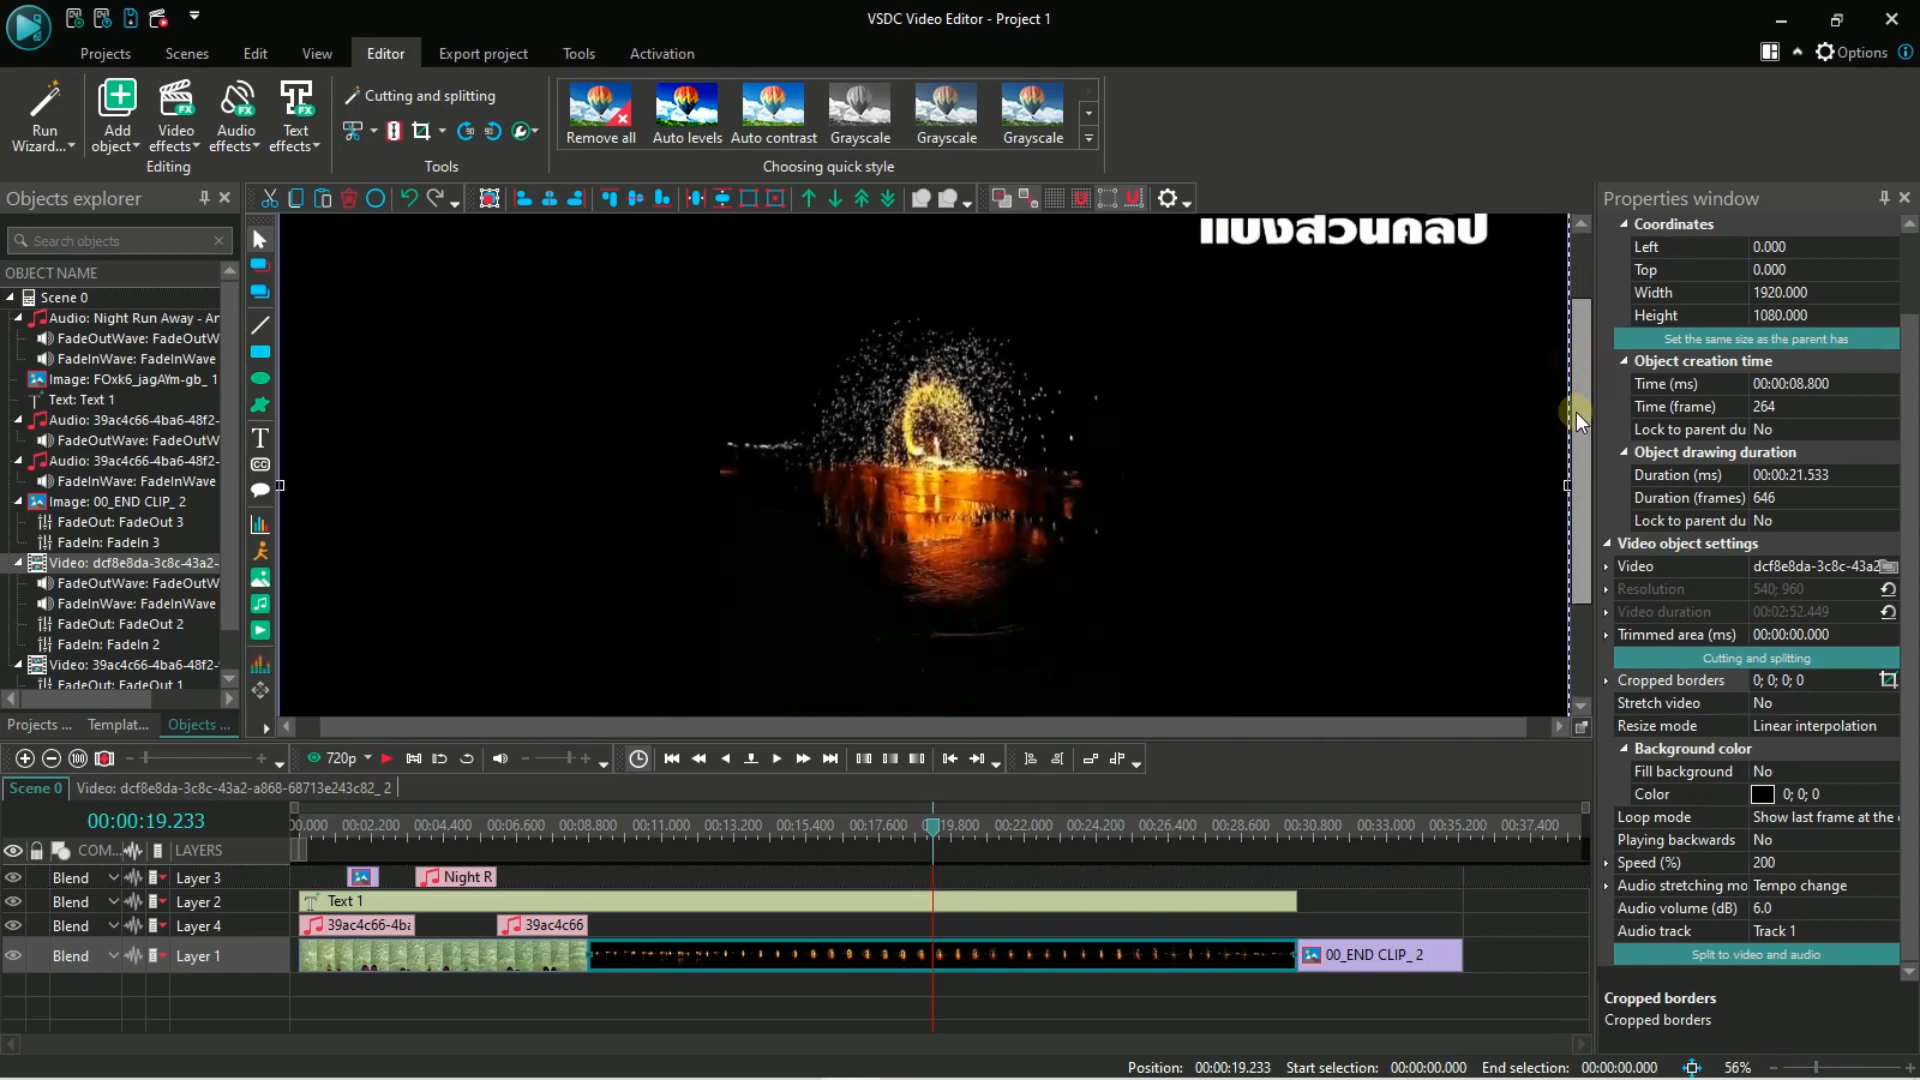 VSDC Video Editor - Project 1
Projects Scenes Edit View Editor Export project Tools Activation
Options
Run Wizard...
Add object
Video effects
Audio effects
Text effects
Editing
Cutting and splitting
Tools
Remove all
Auto levels
Auto contrast
Grayscale
Grayscale
Grayscale
Choosing quick style
Objects explorer
Search objects
OBJECT NAME
Scene 0
Audio: Night Run Away - Ar
FadeOutWave: FadeOutW
FadeInWave: FadeInWave
Image: FOxk6_jagAYm-gb_ 1
Text: Text 1
Audio: 39ac4c66-4ba6-48f2-
FadeOutWave: FadeOutW
Audio: 39ac4c66-4ba6-48f2-
FadeInWave: FadeInWave
Image: 00_END CLIP_ 2
FadeOut: FadeOut 3
FadeIn: FadeIn 3
Video: dcf8e8da-3c8c-43a2-
FadeOutWave: FadeOutW
FadeInWave: FadeInWave
FadeOut: FadeOut 2
FadeIn: FadeIn 2
Video: 39ac4c66-4ba6-48f2-
FadeOut: FadeOut 1
Projects ... Templat... Objects ...
Properties window
Coordinates
Left 0.000
Top 0.000
Width 1920.000
Height 1080.000
Set the same size as the parent has
Object creation time
Time (ms) 00:00:08.800
Time (frame) 264
Lock to parent du No
Object drawing duration
Duration (ms) 00:00:21.533
Duration (frames) 646
Lock to parent du No
Video object settings
Video dcf8e8da-3c8c-43a2
Resolution 540; 960
Video duration 00:02:52.449
Trimmed area (ms) 00:00:00.000
Cutting and splitting
Cropped borders 0; 0; 0; 0
Stretch video No
Resize mode Linear interpolation
Background color
Fill background No
Color 0; 0; 0
Loop mode Show last frame at the
Playing backwards No
Speed (%) 200
Audio stretching mo Tempo change
Audio volume (dB) 6.0
Audio track Track 1
Split to video and audio
Cropped borders
Cropped borders
720p
Scene 0 Video: dcf8e8da-3c8c-43a2-a868-68713e243c82_ 2
00:00:19.233
00.000 00:02.200 00:04.400 00:06.600 00:08.800 00:11.000 00:13.200 00:15.400 00:17.600 19.800 00:22.000 00:24.200 00:26.400 00:28.600 00:30.800 00:33.000 00:35.200 00:37.400
COM... LAYERS
Blend Layer 3 Night R
Blend Layer 2 Text 1
Blend Layer 4 39ac4c66-4ba 39ac4c66
Blend Layer 1 00_END CLIP_ 2
Position: 00:00:19.233 Start selection: 00:00:00.000 End selection: 00:00:00.000 56%